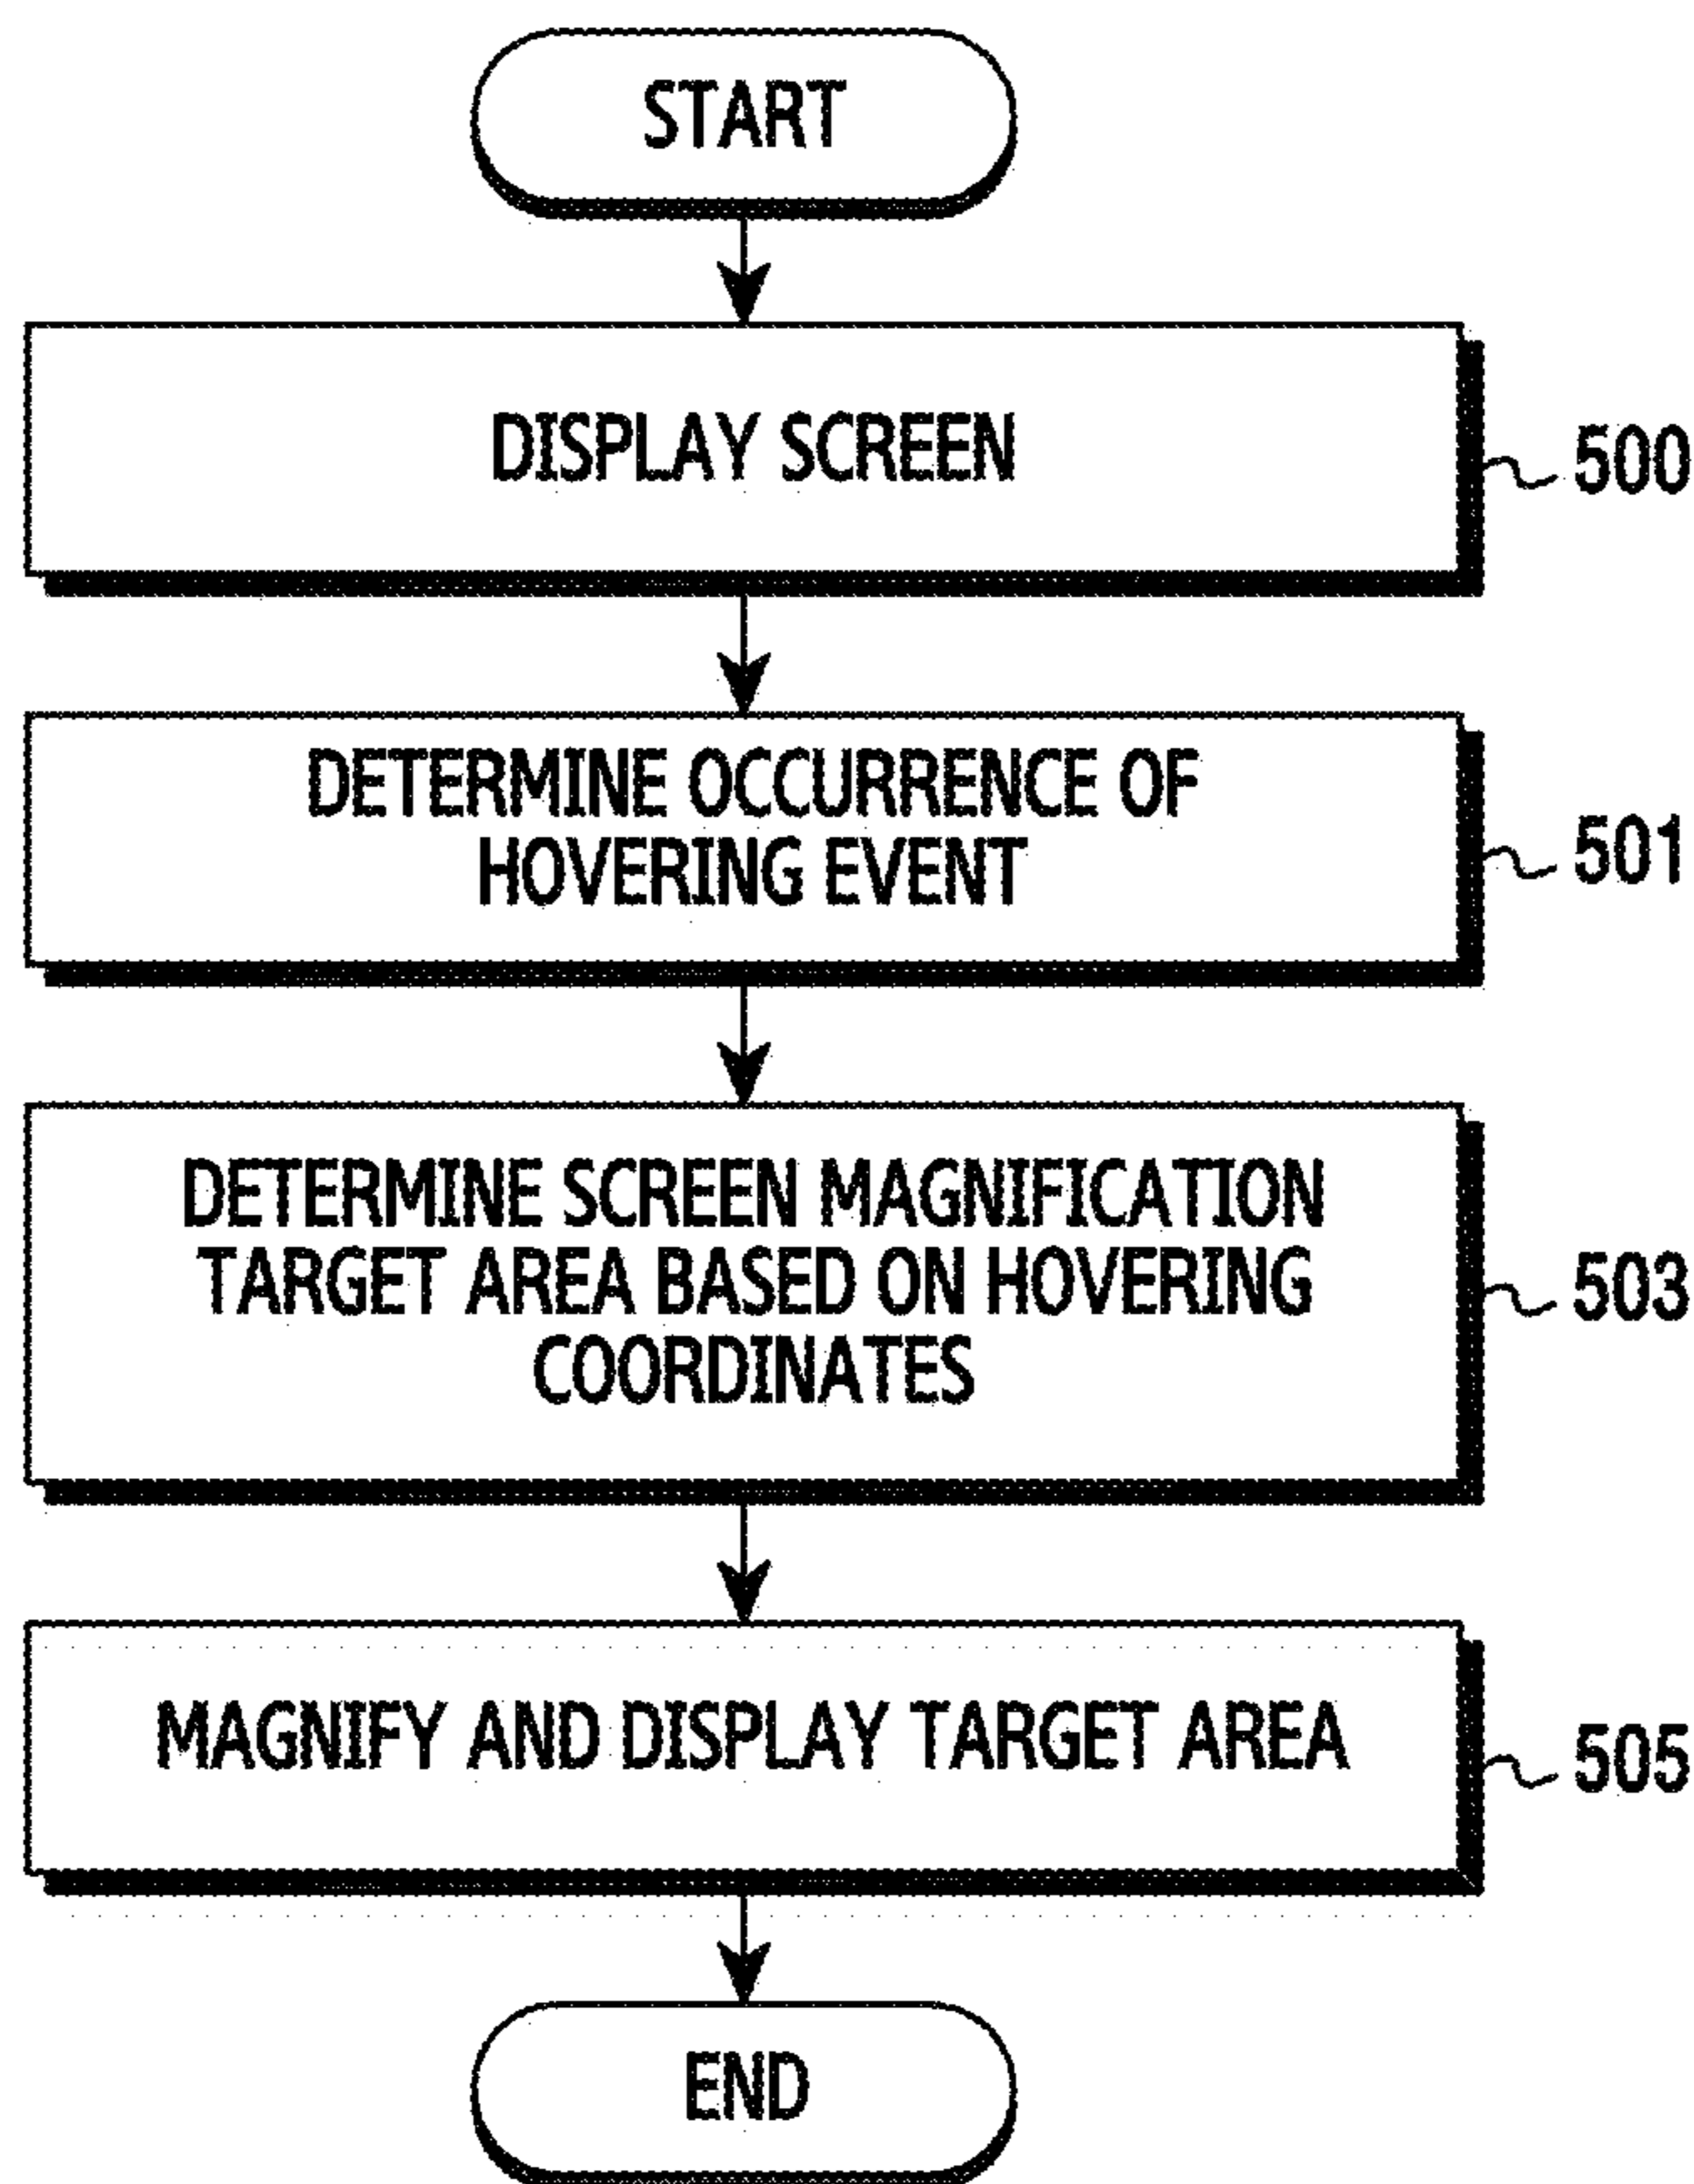 START
DISPLAY SCREEN
500
DETERMINE OCCURRENCE OF
HOVERING EVENT
501
DETERMINE SCREEN MAGNIFICATION
TARGET AREA BASED ON HOVERING
COORDINATES
503
MAGNIFY AND DISPLAY TARGET AREA
505
END